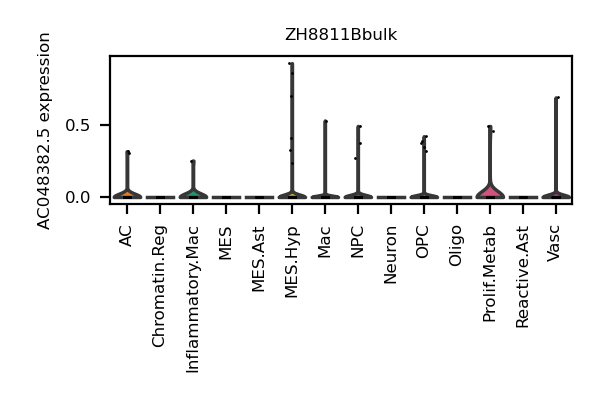 ZH8811Bbulk
AC048382.5 expression
0.5
0.0
AC
Chromatin.Reg
Inflammatory.Mac
MES
MES.Ast
MES.Hyp
Mac
NPC
Neuron
OPC
Oligo
Prolif.Metab
Reactive.Ast
Vasc